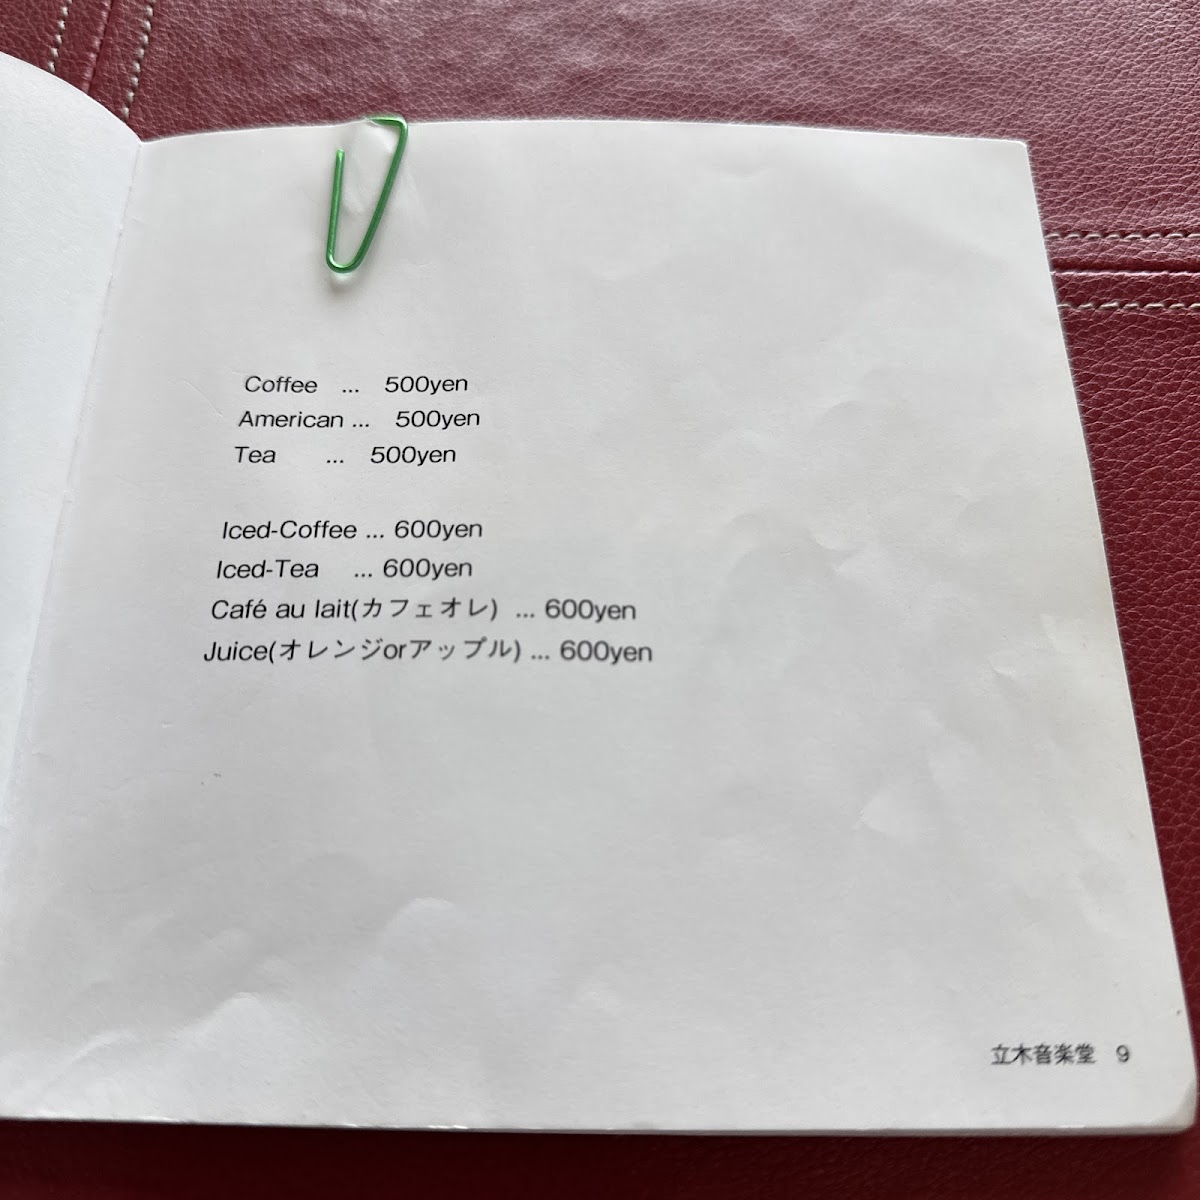 Coffee ... 500yen
American ... 500yen
Tea ... 500yen
Iced-Coffee ... 600yen
Iced-Tea ... 600yen
Café au lait(カフェオレ) ... 600yen
Juice(オレンジorアップル) ... 600yen
立木音楽堂 9